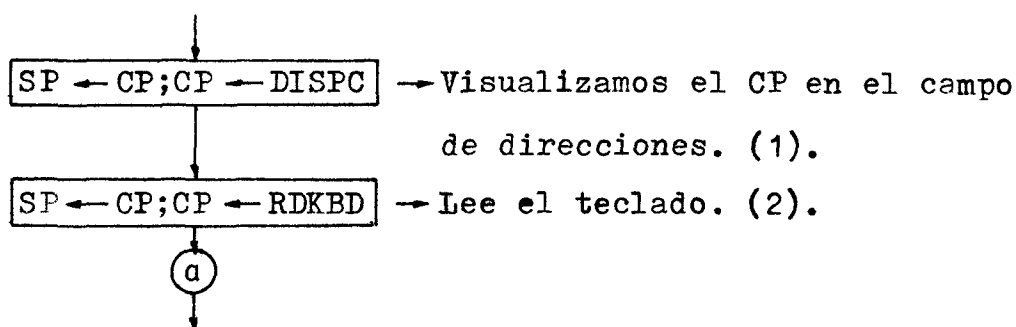 SP ← CP;CP ← DISPC → Visualizamos el CP en el campo
de direcciones. (1).
SP ← CP;CP ← RDKBD → Lee el teclado. (2).
a